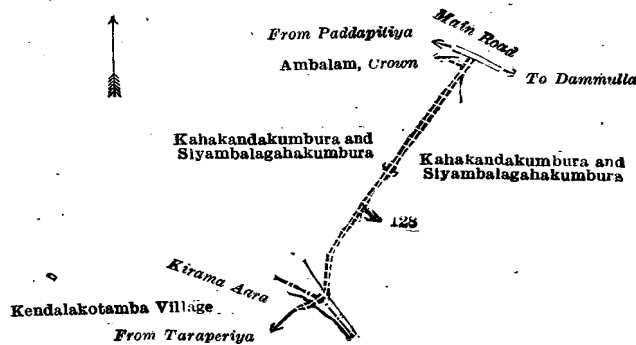 Main Road
From Paddapitiya
Ambalam, Crown
To Dammulla
Kahakandakumbura and
Siyambalagahakumbura
Kahakandakumbura and
Siyambalagahakumbura
128
Kirama Aara
Kendalakotamba Village
From Taraperiya